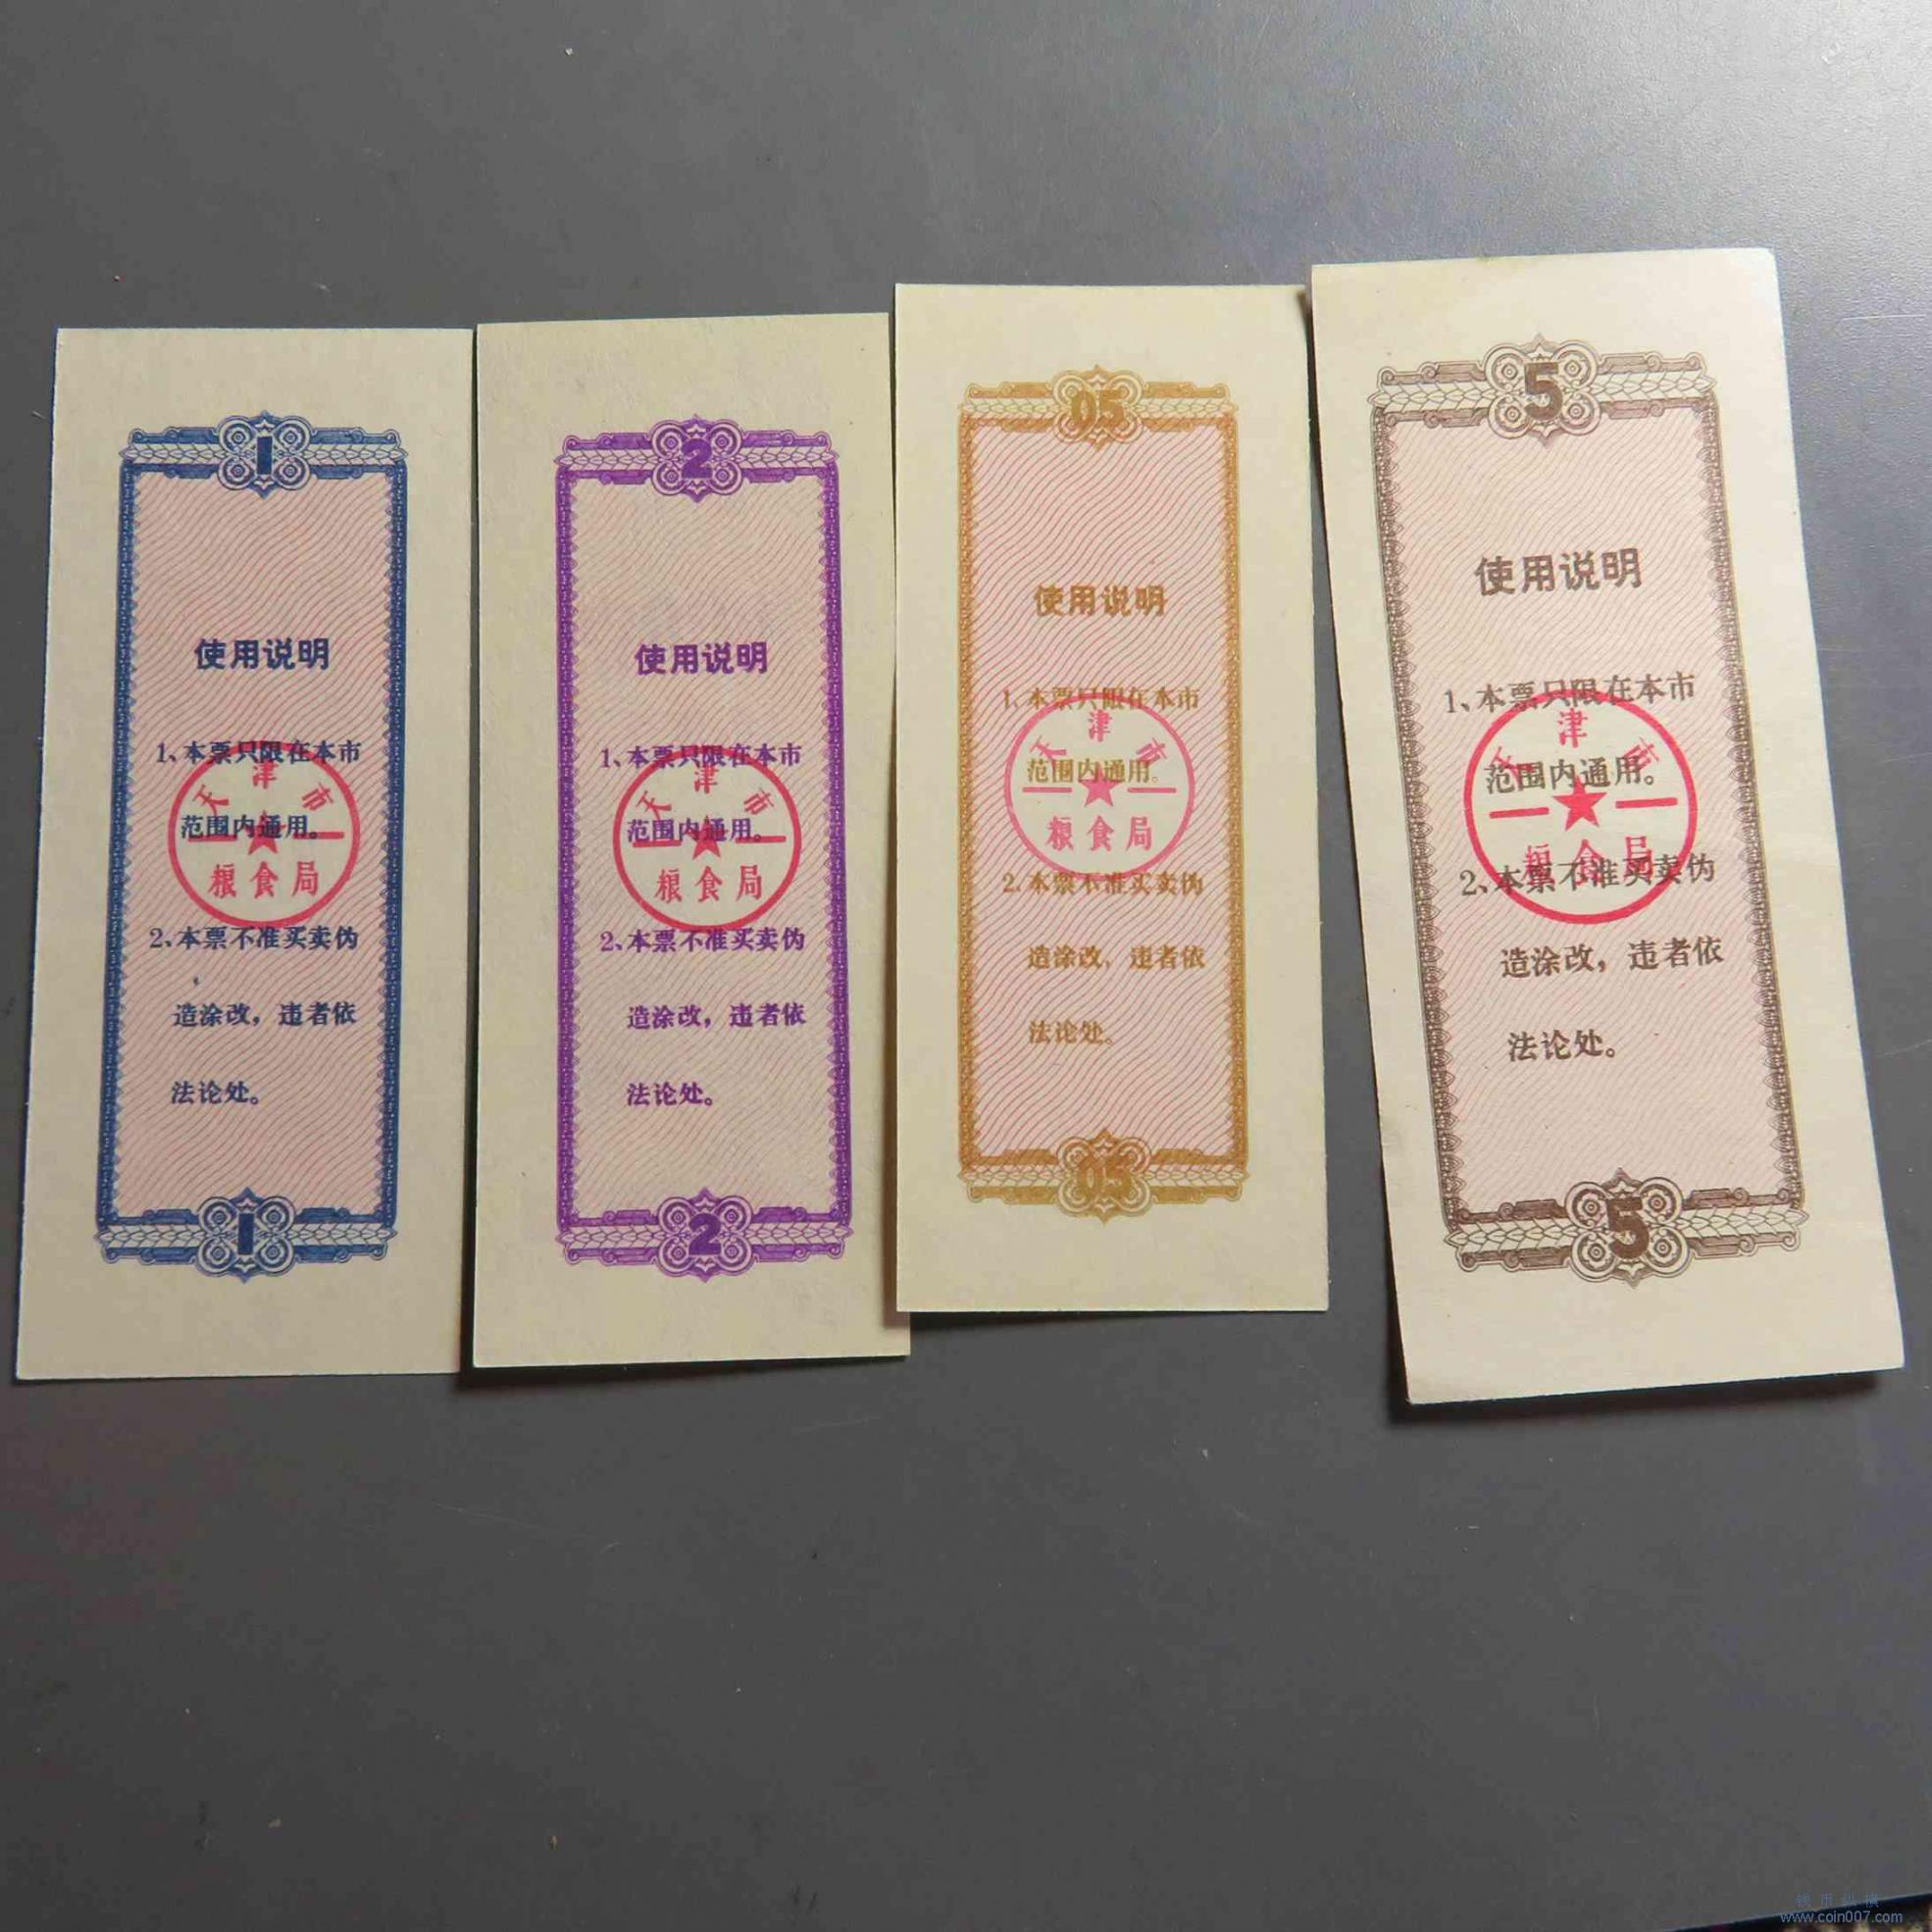 1
使用说明
1、本票只限在本市
范围内通用。
2、本票不准买卖伪
造涂改，违者依
法论处。
天津市
粮食局
1
2
使用说明
1、本票只限在本市
范围内通用。
2、本票不准买卖伪
造涂改，违者依
法论处。
天津市
粮食局
2
05
使用说明
1、本票只限在本市
范围内通用。
2、本票不准买卖伪
造涂改，违者依
法论处。
天津市
粮食局
05
5
使用说明
1、本票只限在本市
范围内通用。
2、本票不准买卖伪
造涂改，违者依
法论处。
天津市
粮食局
5
钱币纵横
www.coin007.com